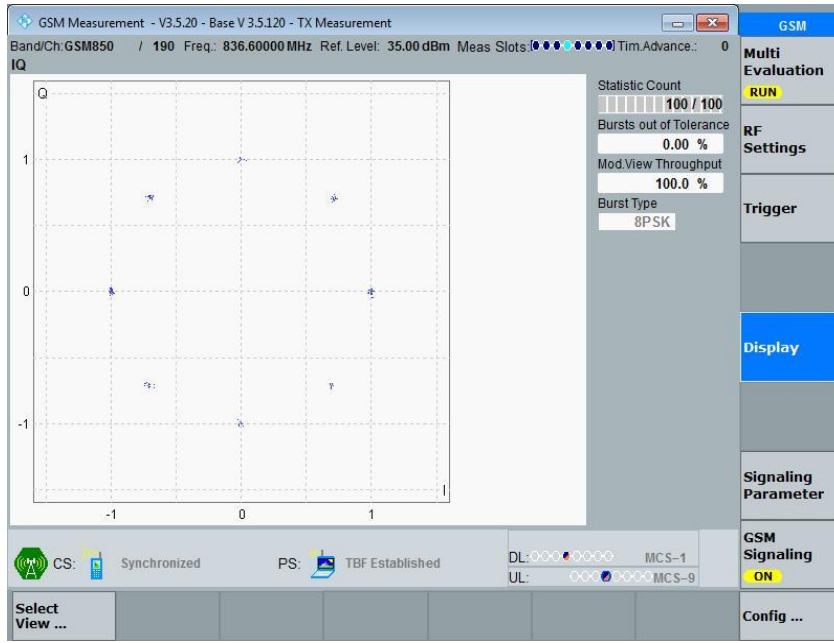 GSM Measurement - V3.5.20 - Base V 3.5.120 - TX Measurement
GSM
Band/Ch: GSM850 / 190 Freq.: 836.60000 MHz Ref. Level: 35.00 dBm Meas Slots: Tim.Advance.: 0
IQ
Multi
Evaluation
RUN
Q
Statistic Count
100 / 100
Bursts out of Tolerance
0.00 %
Mod.View Throughput
100.0 %
Burst Type
8PSK
RF
Settings
Trigger
1
0
-1
I
-1 0 1
Display
Signaling
Parameter
CS: Synchronized PS: TBF Established
DL: MCS-1
UL: MCS-9
GSM
Signaling
ON
Select
View ...
Config ...